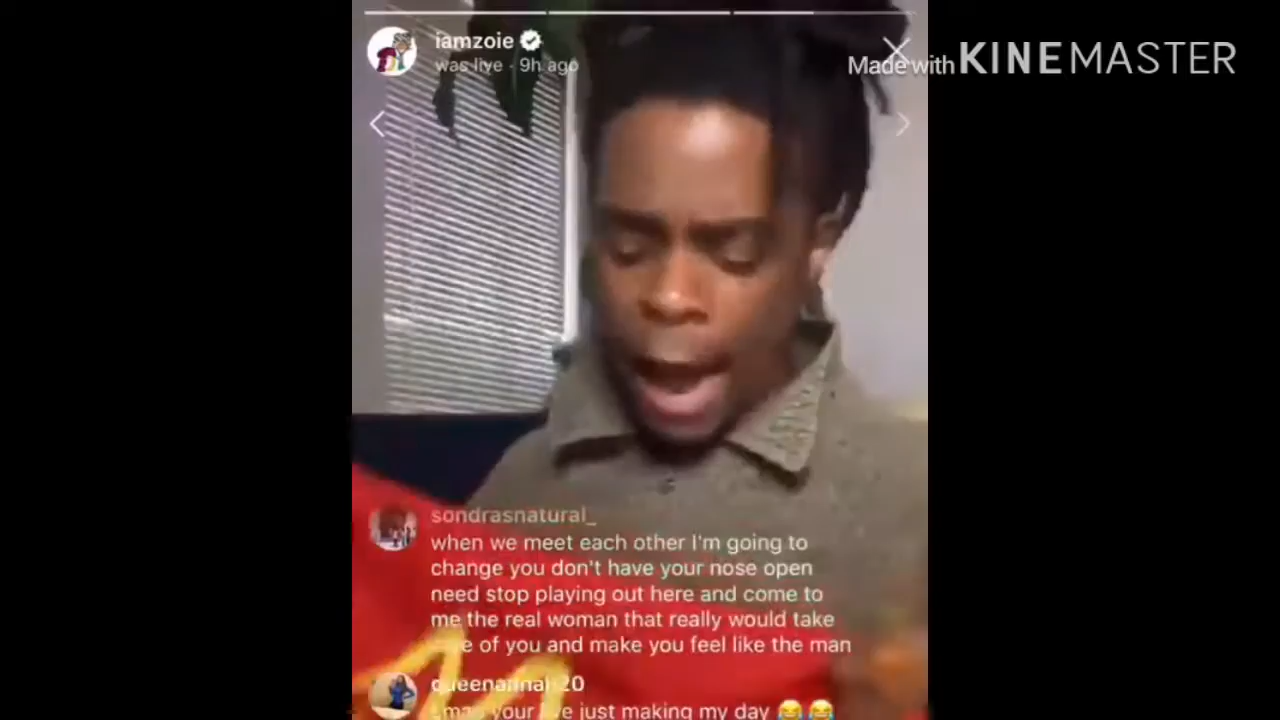 iamzoie
was live · 9h ago
Made with KINEMASTER
sondrasnatural_
when we meet each other I'm going to
change you don't have your nose open
need stop playing out here and come to
me the real woman that really would take
of you and make you feel like the man
queenannah20
your just making my day 😂😂